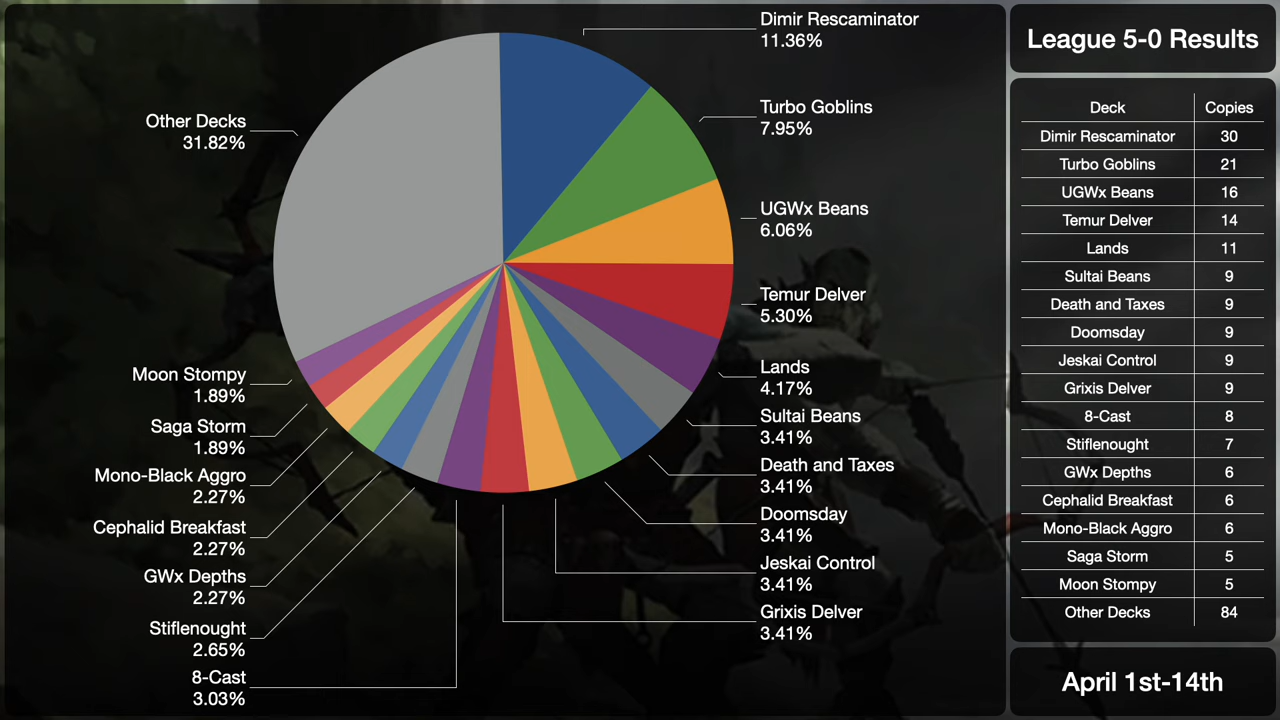 Dimir Rescaminator
11.36%
Turbo Goblins
7.95%
UGWx Beans
6.06%
Temur Delver
5.30%
Lands
4.17%
Sultai Beans
3.41%
Death and Taxes
3.41%
Doomsday
3.41%
Jeskai Control
3.41%
Grixis Delver
3.41%
8-Cast
3.03%
Stiflenought
2.65%
GWx Depths
2.27%
Cephalid Breakfast
2.27%
Mono-Black Aggro
2.27%
Saga Storm
1.89%
Moon Stompy
1.89%
Other Decks
31.82%
League 5-0 Results
Deck Copies
Dimir Rescaminator 30
Turbo Goblins 21
UGWx Beans 16
Temur Delver 14
Lands 11
Sultai Beans 9
Death and Taxes 9
Doomsday 9
Jeskai Control 9
Grixis Delver 9
8-Cast 8
Stiflenought 7
GWx Depths 6
Cephalid Breakfast 6
Mono-Black Aggro 6
Saga Storm 5
Moon Stompy 5
Other Decks 84
April 1st-14th